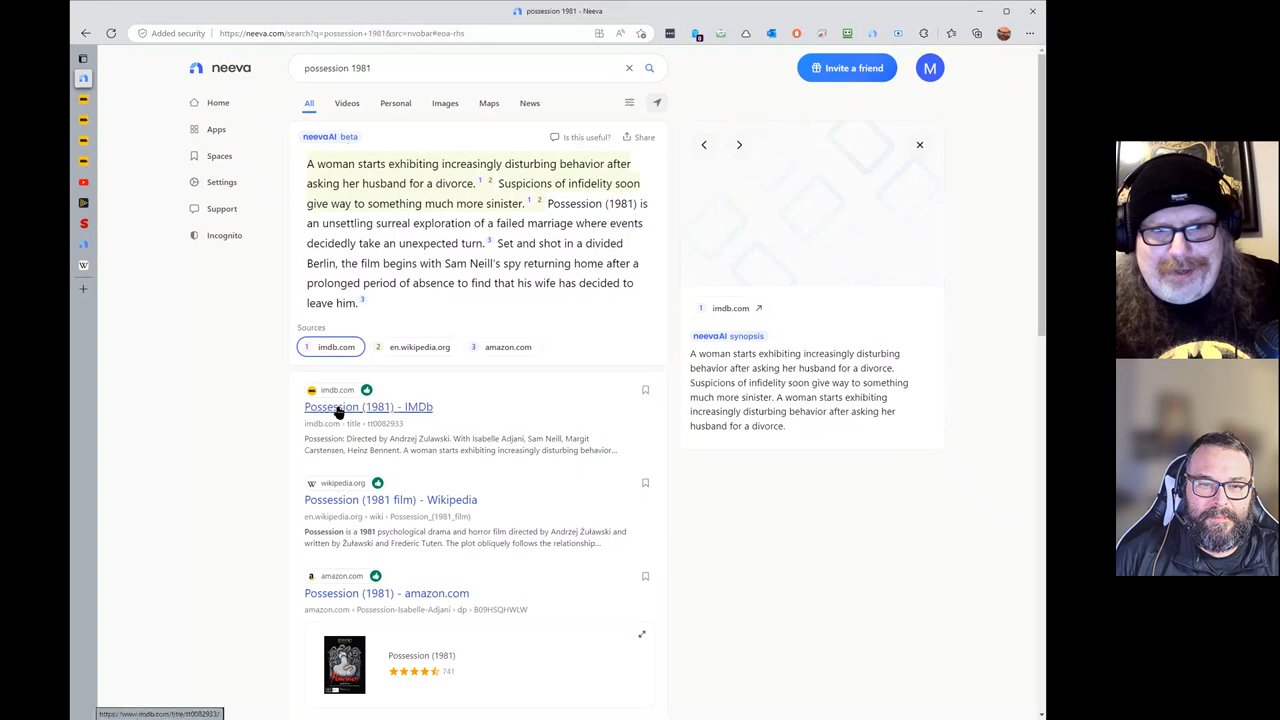 possession 1981 - Neeva
Added security
https://neeva.com/search?q=possession+1981&src=nvobar#eoa-rhs
neeva
possession 1981
Invite a friend
M
Home
Apps
Spaces
Settings
Support
Incognito
All
Videos
Personal
Images
Maps
News
neevaAI beta
Is this useful?
Share
A woman starts exhibiting increasingly disturbing behavior after
asking her husband for a divorce. 1 2 Suspicions of infidelity soon
give way to something much more sinister. 1 2 Possession (1981) is
an unsettling surreal exploration of a failed marriage where events
decidedly take an unexpected turn. 3 Set and shot in a divided
Berlin, the film begins with Sam Neill's spy returning home after a
prolonged period of absence to find that his wife has decided to
leave him. 3
Sources
1 imdb.com
2 en.wikipedia.org
3 amazon.com
imdb.com
Possession (1981) - IMDb
imdb.com › title › tt0082933
Possession: Directed by Andrzej Zulawski. With Isabelle Adjani, Sam Neill, Margit
Carstensen, Heinz Bennent. A woman starts exhibiting increasingly disturbing behavior...
W wikipedia.org
Possession (1981 film) - Wikipedia
en.wikipedia.org › wiki › Possession_(1981_film)
Possession is a 1981 psychological drama and horror film directed by Andrzej Żuławski and
written by Żuławski and Frederic Tuten. The plot obliquely follows the relationship...
a amazon.com
Possession (1981) - amazon.com
amazon.com › Possession-Isabelle-Adjani › dp › B09HSQHWLW
Possession (1981)
741
1 imdb.com
neevaAI synopsis
A woman starts exhibiting increasingly disturbing
behavior after asking her husband for a divorce.
Suspicions of infidelity soon give way to something
much more sinister. A woman starts exhibiting
increasingly disturbing behavior after asking her
husband for a divorce.
https://www.imdb.com/title/tt0082933/